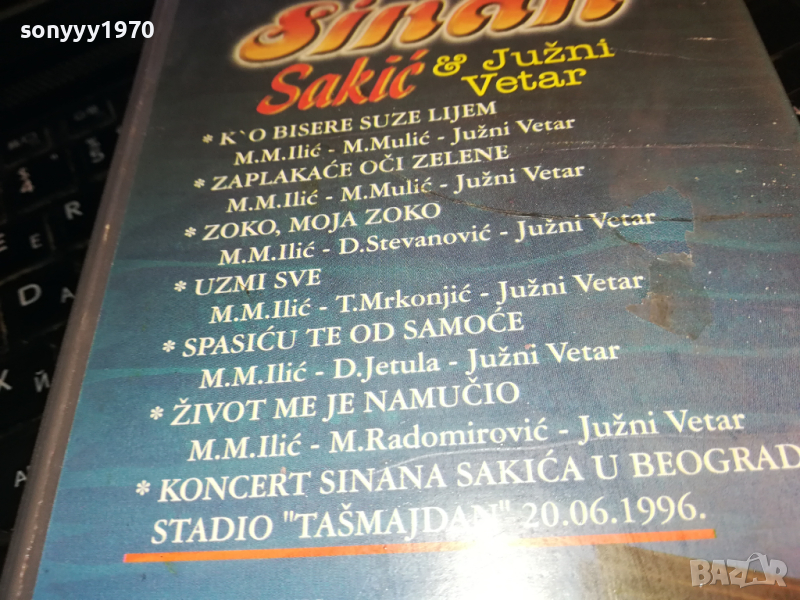 sonyyy1970
Sinan
Sakić & Južni
Vetar
* K`O BISERE SUZE LIJEM
M.M.Ilić - M.Mulić - Južni Vetar
* ZAPLAKAĆE OČI ZELENE
M.M.Ilić - M.Mulić - Južni Vetar
* ZOKO, MOJA ZOKO
M.M.Ilić - D.Stevanović - Južni Vetar
* UZMI SVE
M.M.Ilić - T.Mrkonjić - Južni Vetar
* SPASIĆU TE OD SAMOĆE
M.M.Ilić - D.Jetula - Južni Vetar
* ŽIVOT ME JE NAMUČIO
M.M.Ilić - M.Radomirović - Južni Vetar
* KONCERT SINANA SAKIĆA U BEOGRAD
STADIO "TAŠMAJDAN" 20.06.1996.
BAZAR